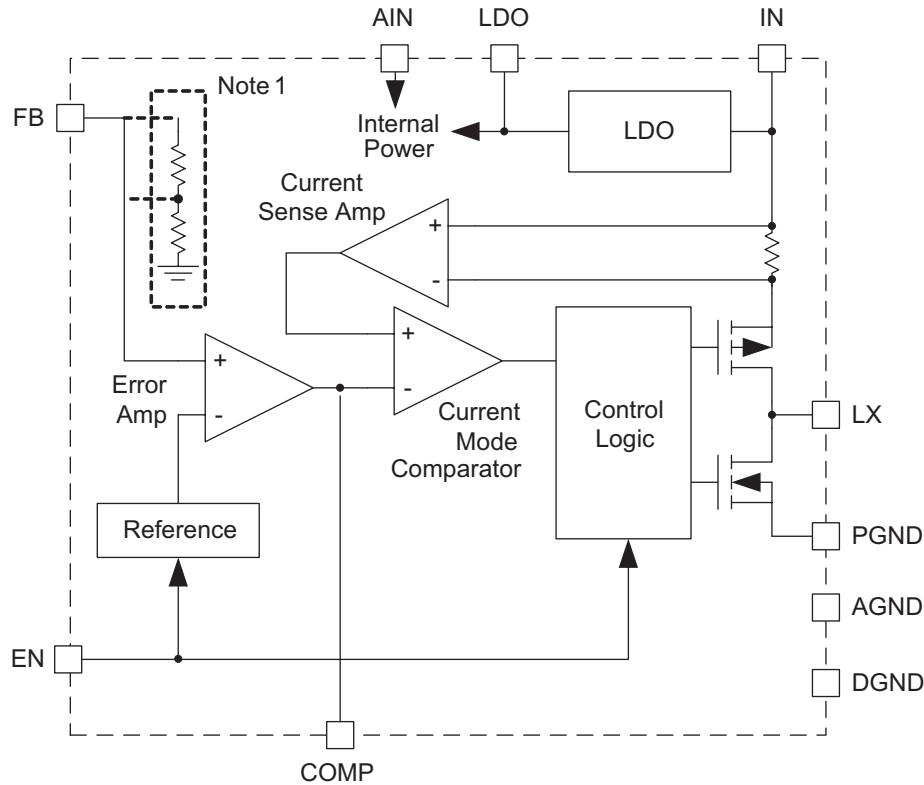 AIN
LDO
IN
Note 1
FB
Internal
Power
LDO
Current
Sense Amp
+
-
+
-
+
-
Error
Amp
Current
Mode
Comparator
Control
Logic
LX
Reference
PGND
AGND
EN
DGND
COMP